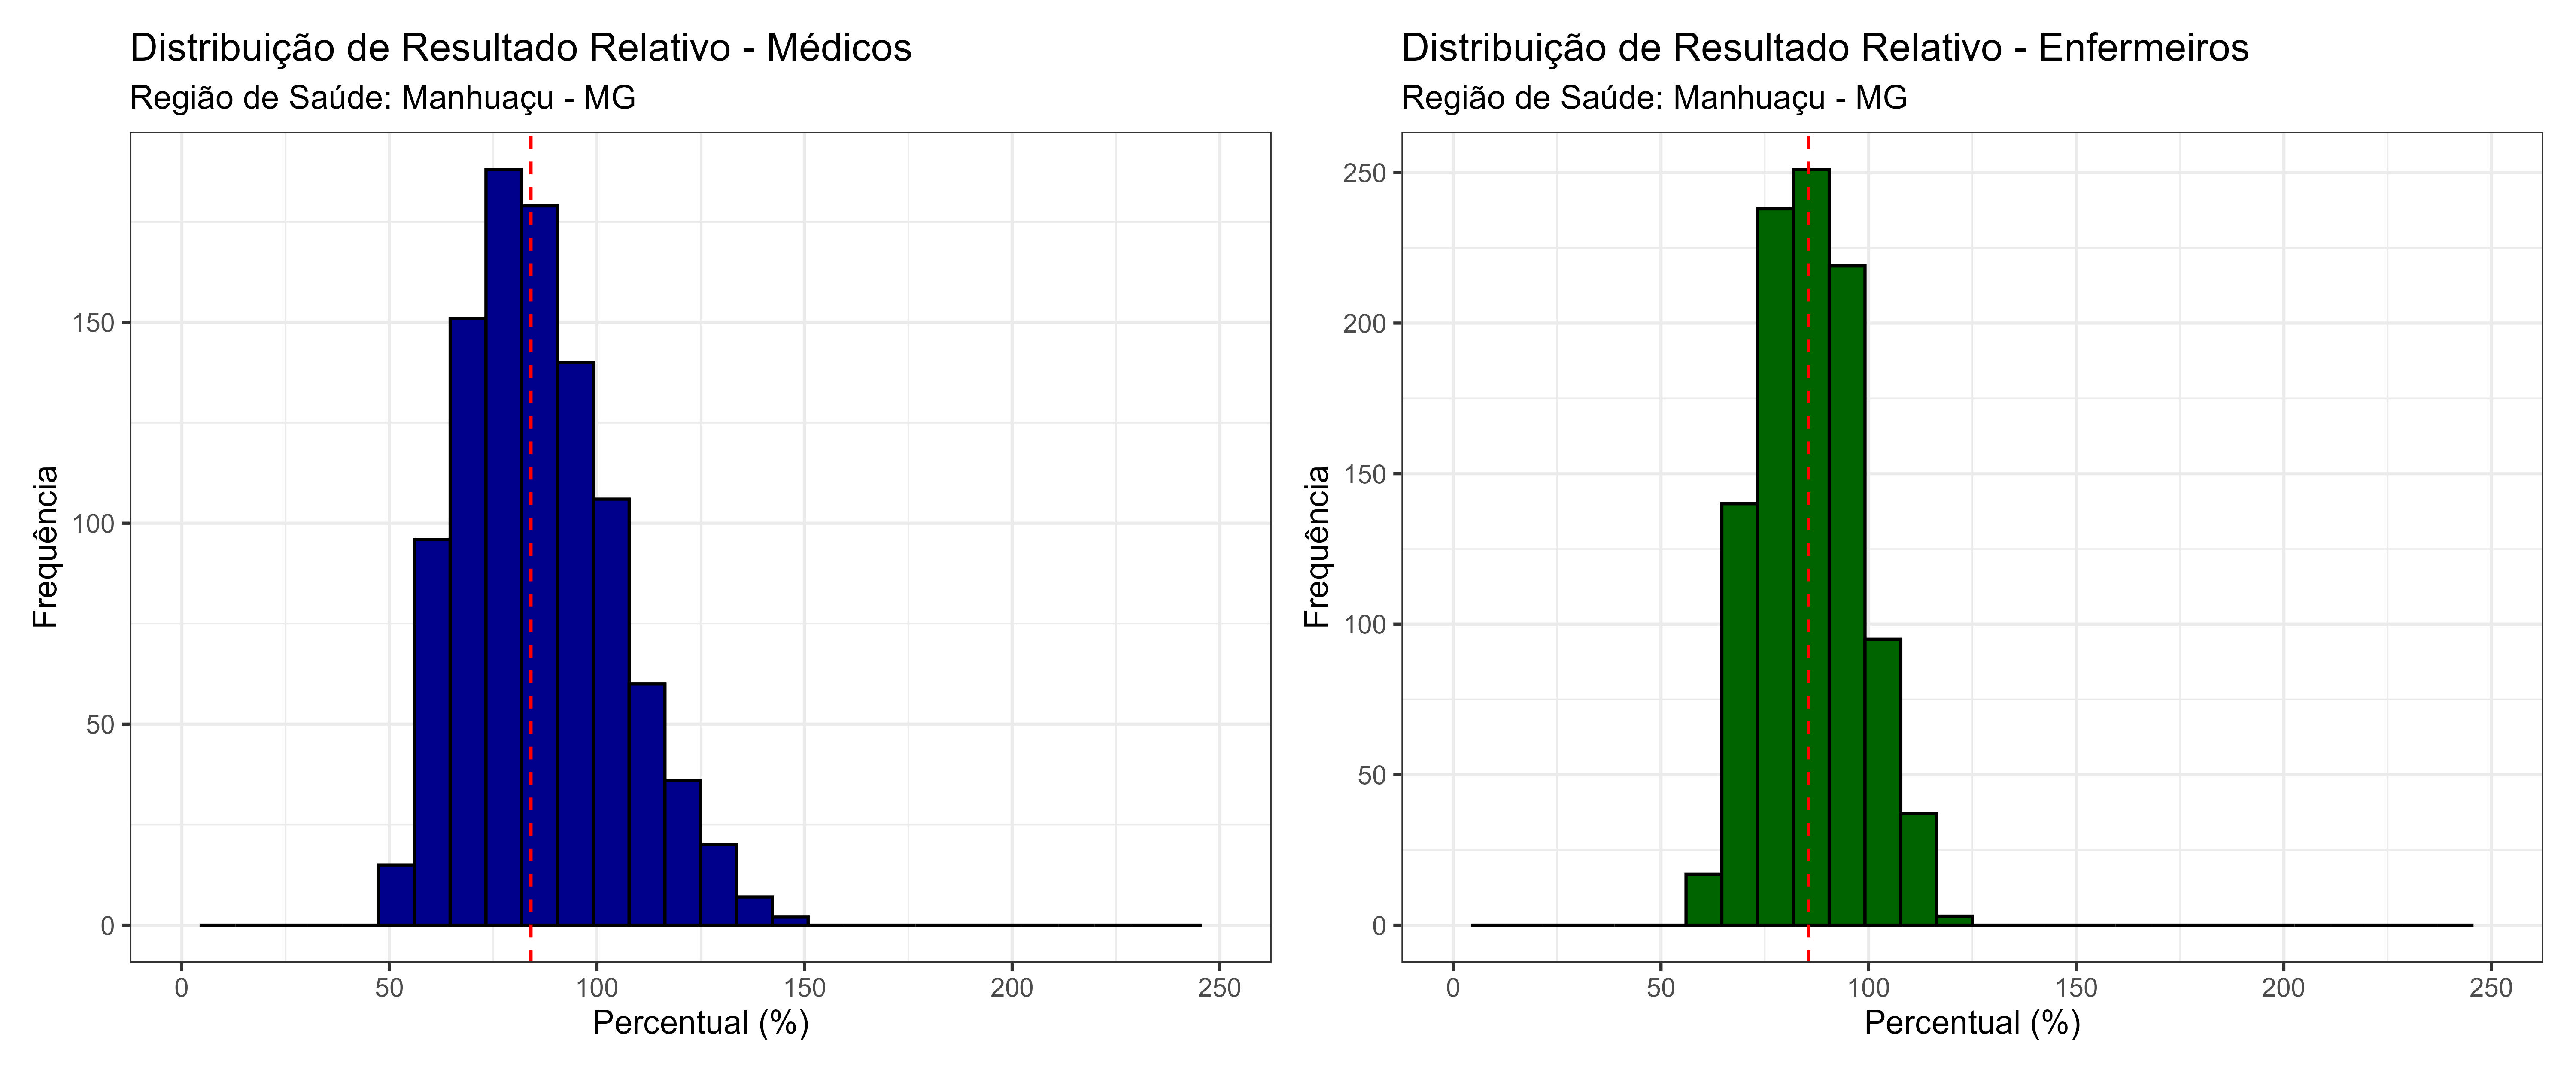 Distribuição de Resultado Relativo - Médicos
Região de Saúde: Manhuaçu - MG
Frequência
150
100
50
0
0 50 100 150 200 250
Percentual (%)
Distribuição de Resultado Relativo - Enfermeiros
Região de Saúde: Manhuaçu - MG
Frequência
250
200
150
100
50
0
0 50 100 150 200 250
Percentual (%)